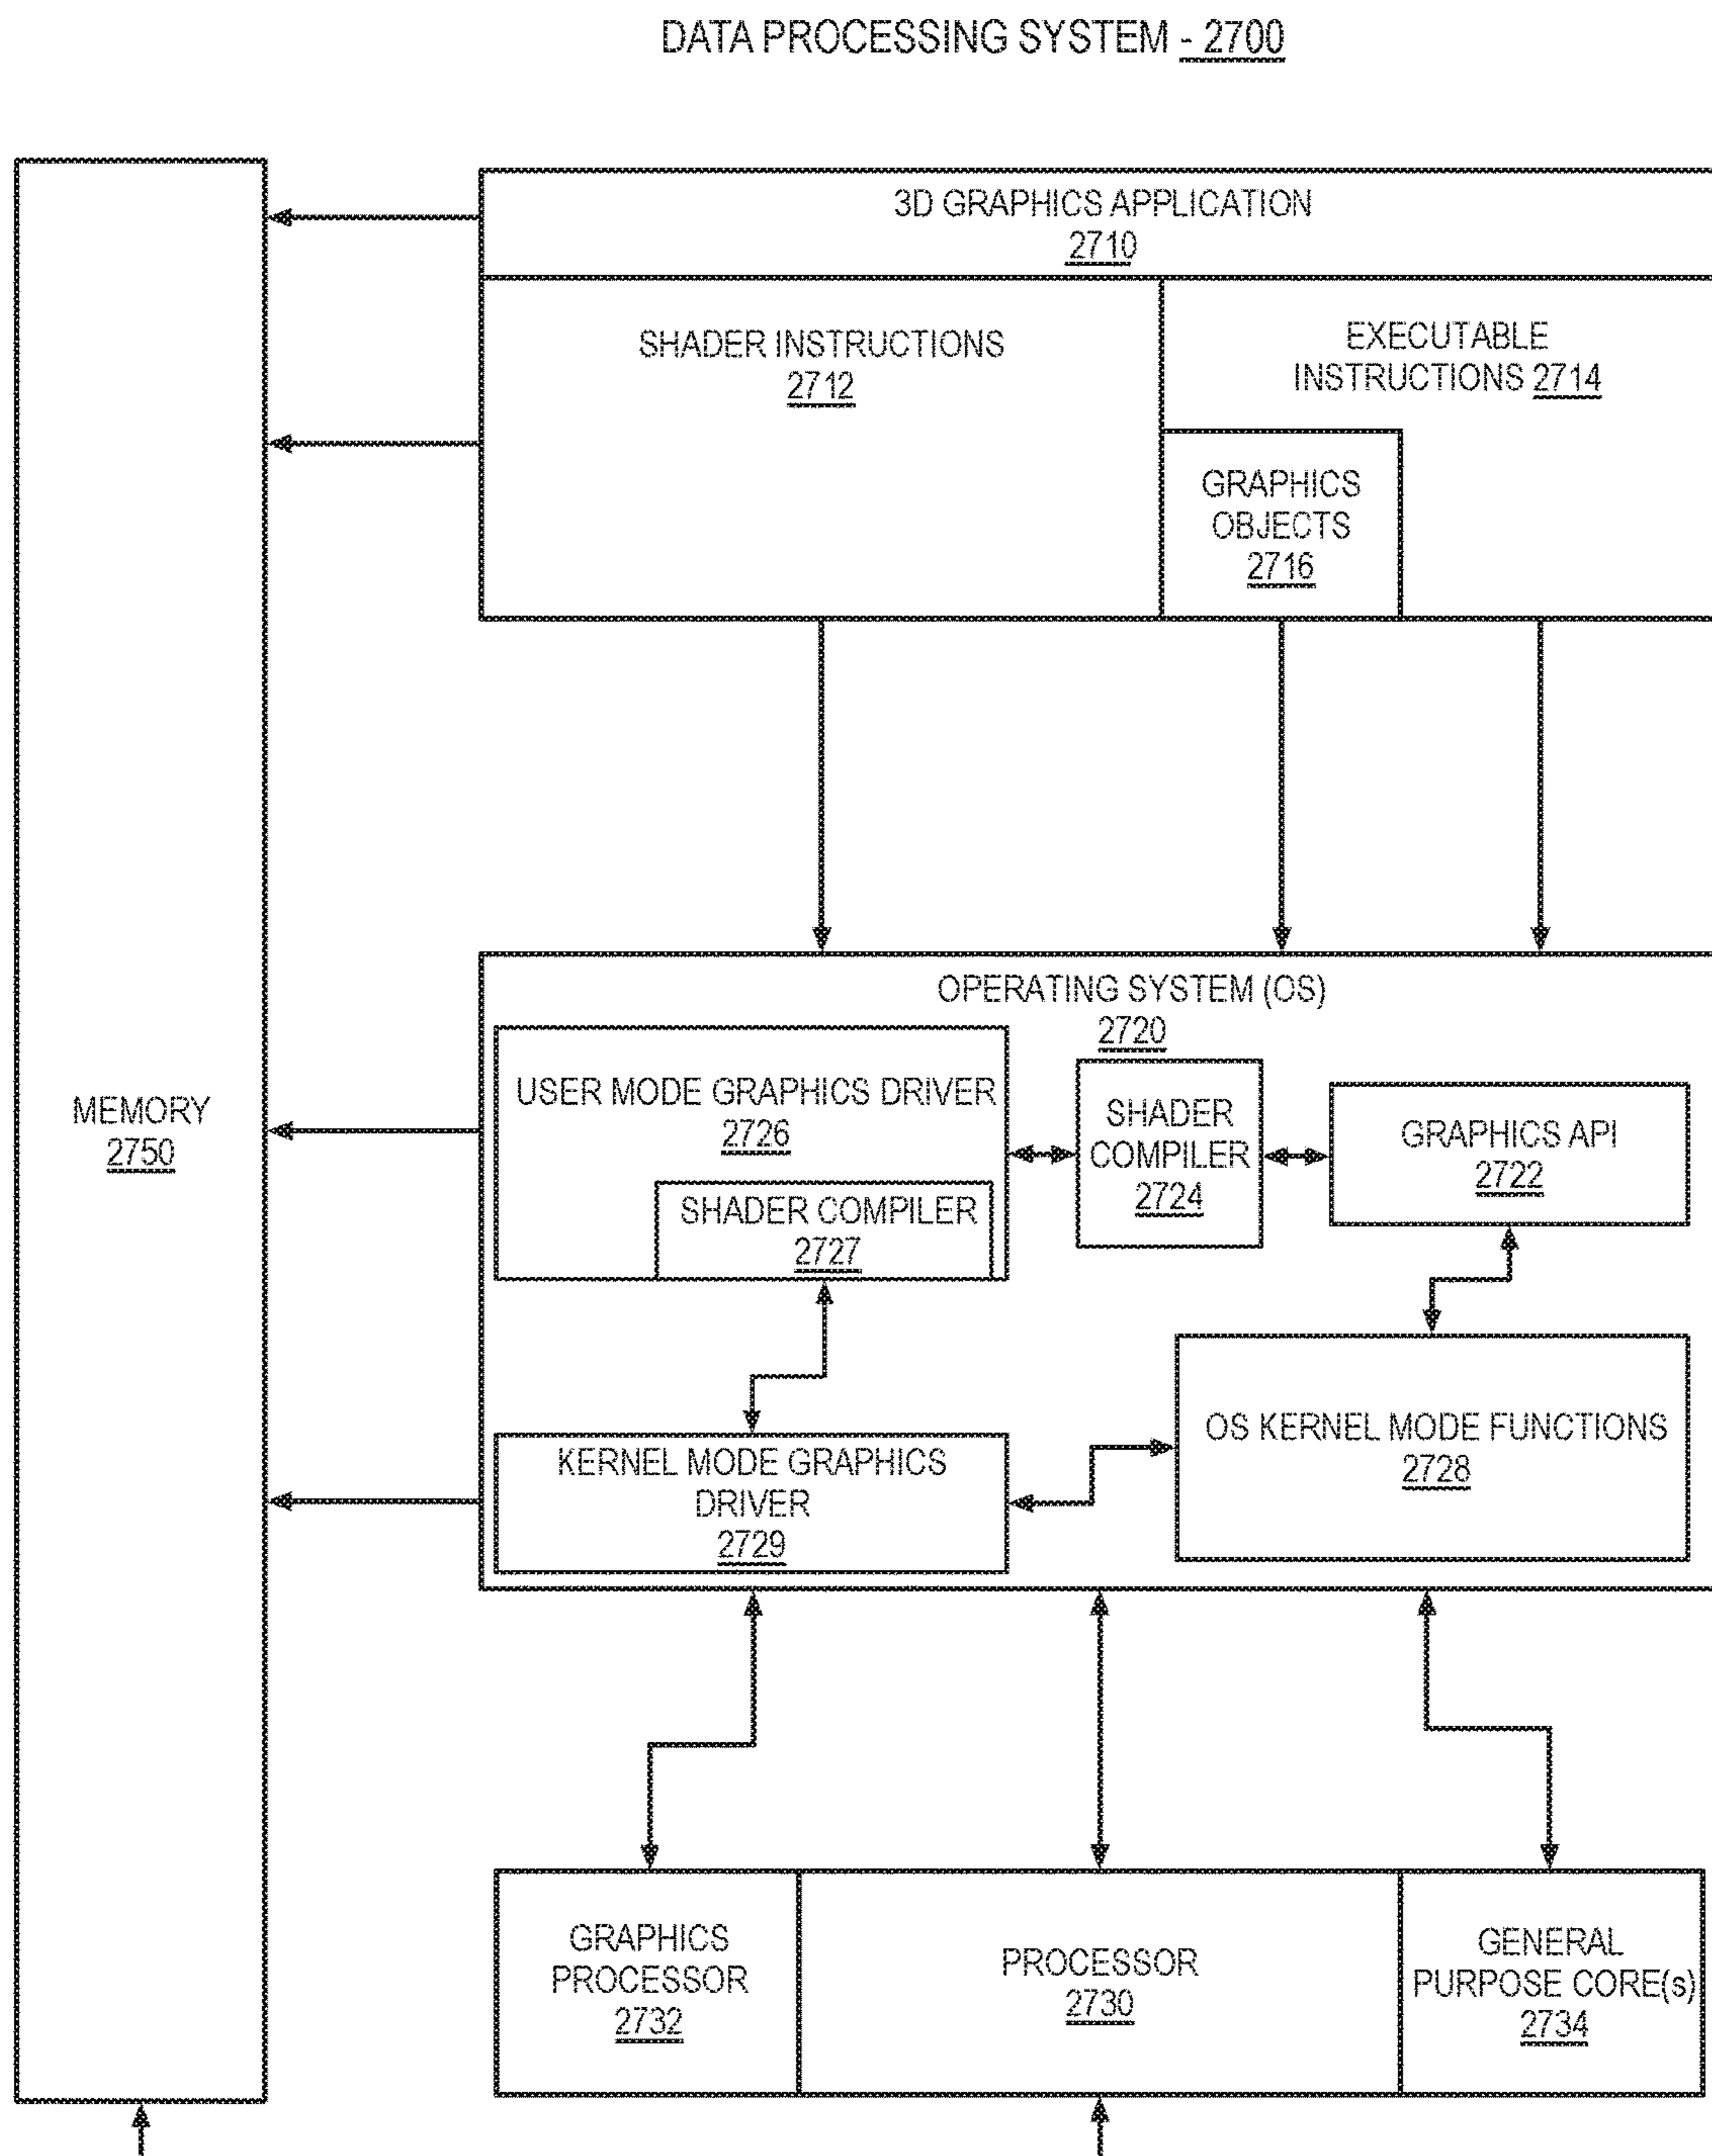 DATA PROCESSING SYSTEM - 2700
3D GRAPHICS APPLICATION
2710
SHADER INSTRUCTIONS
2712
EXECUTABLE
INSTRUCTIONS 2714
GRAPHICS
OBJECTS
2716
MEMORY
2750
OPERATING SYSTEM (OS)
2720
USER MODE GRAPHICS DRIVER
2726
SHADER COMPILER
2727
SHADER
COMPILER
2724
GRAPHICS API
2722
KERNEL MODE GRAPHICS
DRIVER
2729
OS KERNEL MODE FUNCTIONS
2728
GRAPHICS
PROCESSOR
2732
PROCESSOR
2730
GENERAL
PURPOSE CORE(s)
2734